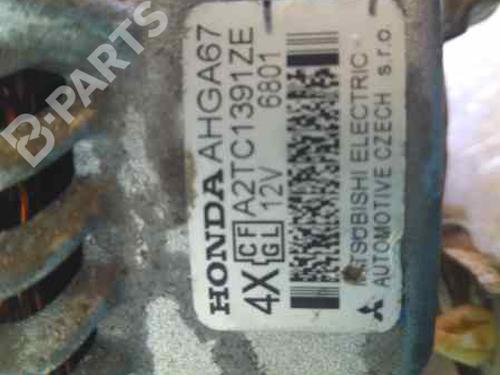 HONDA AHGA67
4X CF GL A2TC1391ZE
12V 6801
MITSUBISHI ELECTRIC
AUTOMOTIVE CZECH s.r.o.
B-PARTS